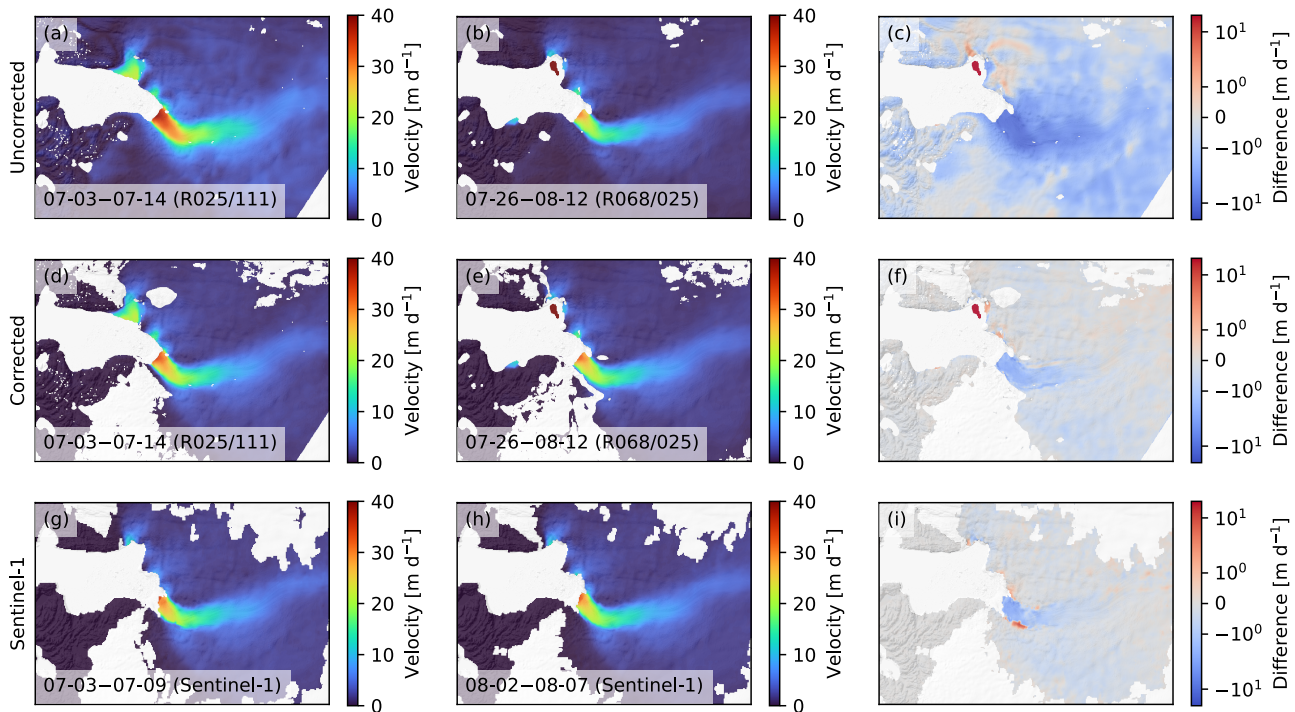 Uncorrected
(a)
07-03−07-14 (R025/111)
40
30
20
10
0
Velocity [m d⁻¹]
(b)
07-26−08-12 (R068/025)
40
30
20
10
0
Velocity [m d⁻¹]
(c)
10¹
10⁰
0
−10⁰
−10¹
Difference [m d⁻¹]
Corrected
(d)
07-03−07-14 (R025/111)
40
30
20
10
0
Velocity [m d⁻¹]
(e)
07-26−08-12 (R068/025)
40
30
20
10
0
Velocity [m d⁻¹]
(f)
10¹
10⁰
0
−10⁰
−10¹
Difference [m d⁻¹]
Sentinel-1
(g)
07-03−07-09 (Sentinel-1)
40
30
20
10
0
Velocity [m d⁻¹]
(h)
08-02−08-07 (Sentinel-1)
40
30
20
10
0
Velocity [m d⁻¹]
(i)
10¹
10⁰
0
−10⁰
−10¹
Difference [m d⁻¹]